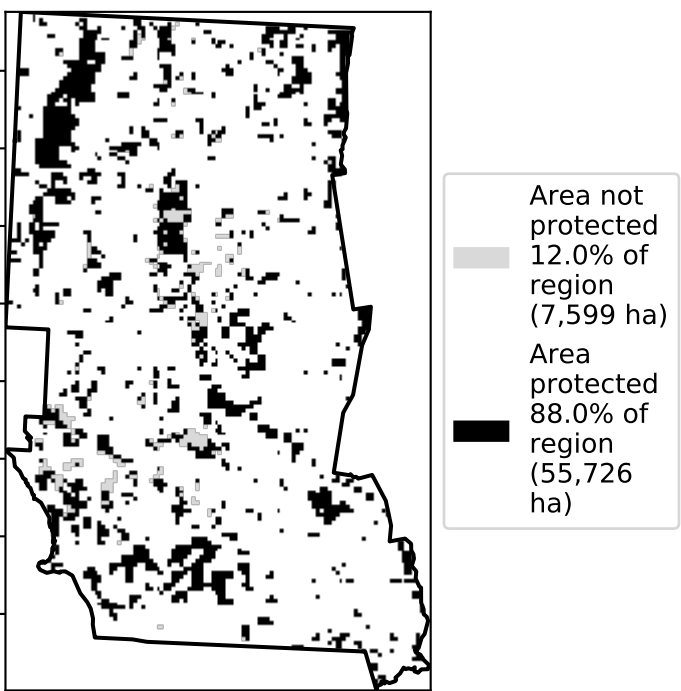 Area not
protected
12.0% of
region
(7,599 ha)
Area
protected
88.0% of
region
(55,726
ha)